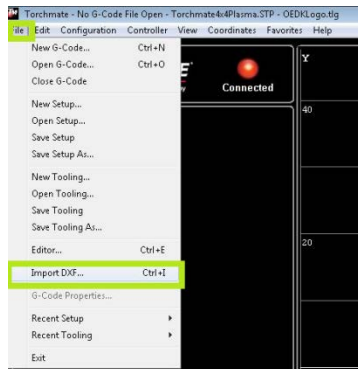 Torchmate - No G-Code File Open - Torchmate4x4Plasma.STP - OEDKLogo.tlg
File Edit Configuration Controller View Coordinates Favorites Help
New G-Code... Ctrl+N
Open G-Code... Ctrl+O
Close G-Code
New Setup...
Open Setup...
Save Setup
Save Setup As...
New Tooling...
Open Tooling...
Save Tooling
Save Tooling As...
Editor... Ctrl+E
Import DXF... Ctrl+I
G-Code Properties...
Recent Setup
Recent Tooling
Exit
Connected
Y
40
20